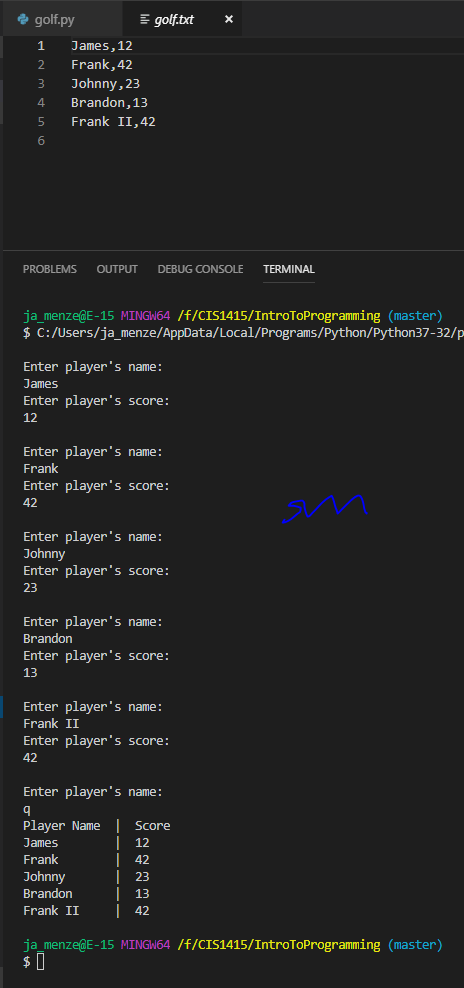 golf.py golf.txt ×
1 James,12
2 Frank,42
3 Johnny,23
4 Brandon,13
5 Frank II,42
6
PROBLEMS OUTPUT DEBUG CONSOLE TERMINAL
ja_menze@E-15 MINGW64 /f/CIS1415/IntroToProgramming (master)
$ C:/Users/ja_menze/AppData/Local/Programs/Python/Python37-32/p
Enter player's name:
James
Enter player's score:
12
Enter player's name:
Frank
Enter player's score:
42
Enter player's name:
Johnny
Enter player's score:
23
Enter player's name:
Brandon
Enter player's score:
13
Enter player's name:
Frank II
Enter player's score:
42
Enter player's name:
q
Player Name | Score
James | 12
Frank | 42
Johnny | 23
Brandon | 13
Frank II | 42
ja_menze@E-15 MINGW64 /f/CIS1415/IntroToProgramming (master)
$